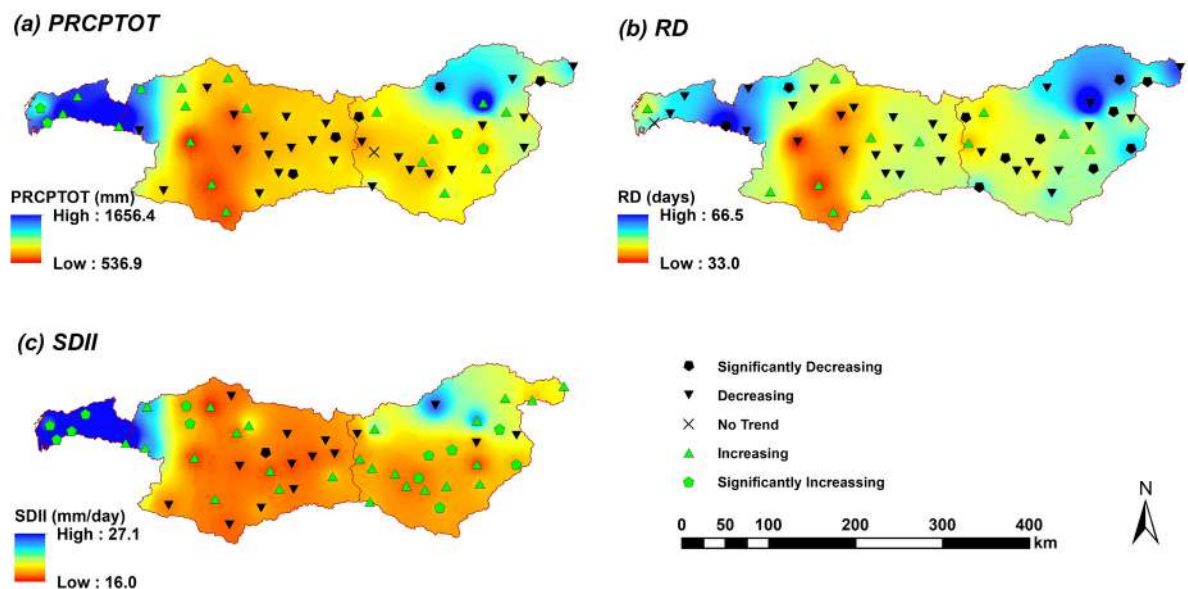 (a) PRCPTOT
(b) RD
PRCPTOT (mm)
High : 1656.4
Low : 536.9
RD (days)
High : 66.5
Low : 33.0
(c) SDII
SDII (mm/day)
High : 27.1
Low : 16.0
Significantly Decreasing
Decreasing
No Trend
Increasing
Significantly Increassing
N
0 50 100 200 300 400
km